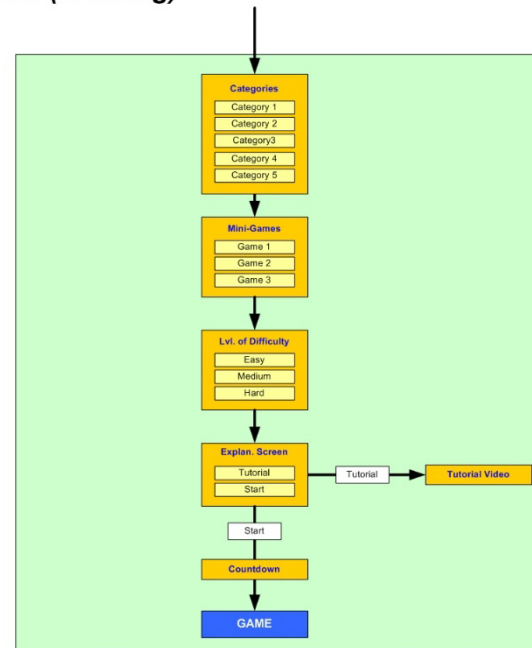 Categories
Category 1
Category 2
Category3
Category 4
Category 5
Mini-Games
Game 1
Game 2
Game 3
Lvl. of Difficulty
Easy
Medium
Hard
Explan. Screen
Tutorial
Start
Tutorial
Tutorial Video
Start
Countdown
GAME